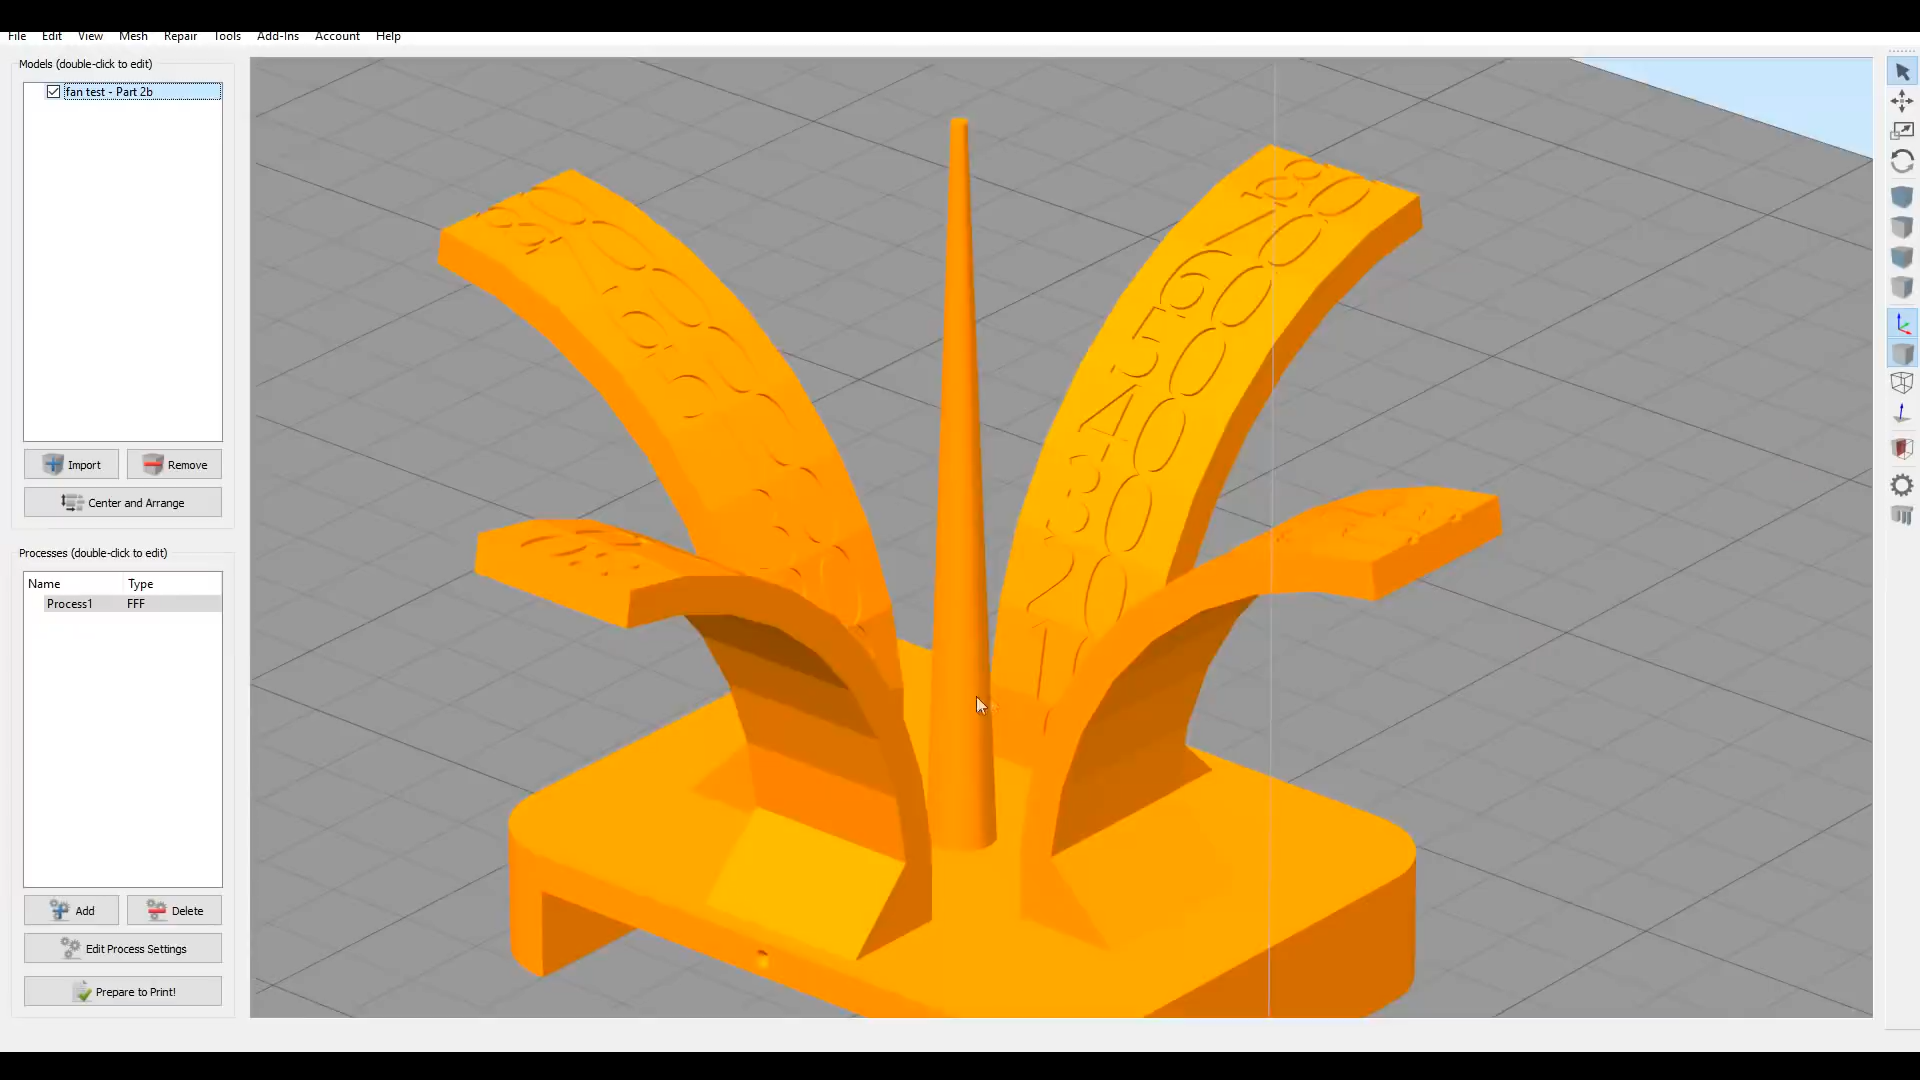 File Edit View Mesh Repair Tools Add-Ins Account Help
Models (double-click to edit)
fan test - Part 2b
Import Remove
Center and Arrange
Processes (double-click to edit)
Name Type
Process1 FFF
Add Delete
Edit Process Settings
Prepare to Print!
80
70
60
50
40
30
20
10